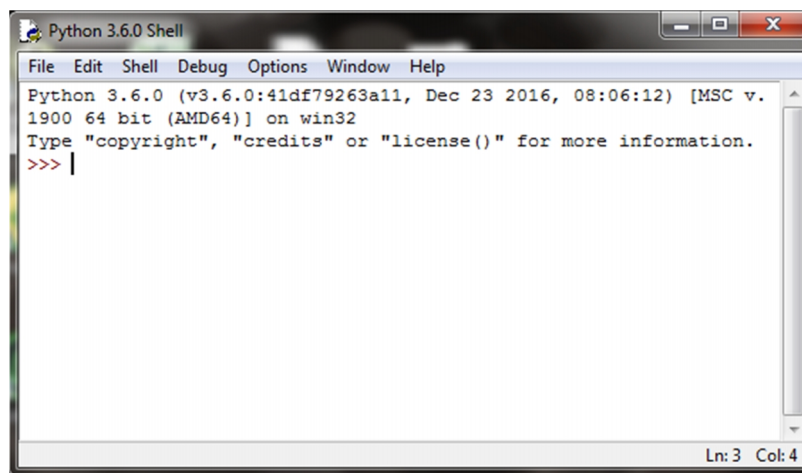 Python 3.6.0 Shell
File Edit Shell Debug Options Window Help
Python 3.6.0 (v3.6.0:41df79263a11, Dec 23 2016, 08:06:12) [MSC v.
1900 64 bit (AMD64)] on win32
Type "copyright", "credits" or "license()" for more information.
>>>
Ln: 3 Col: 4